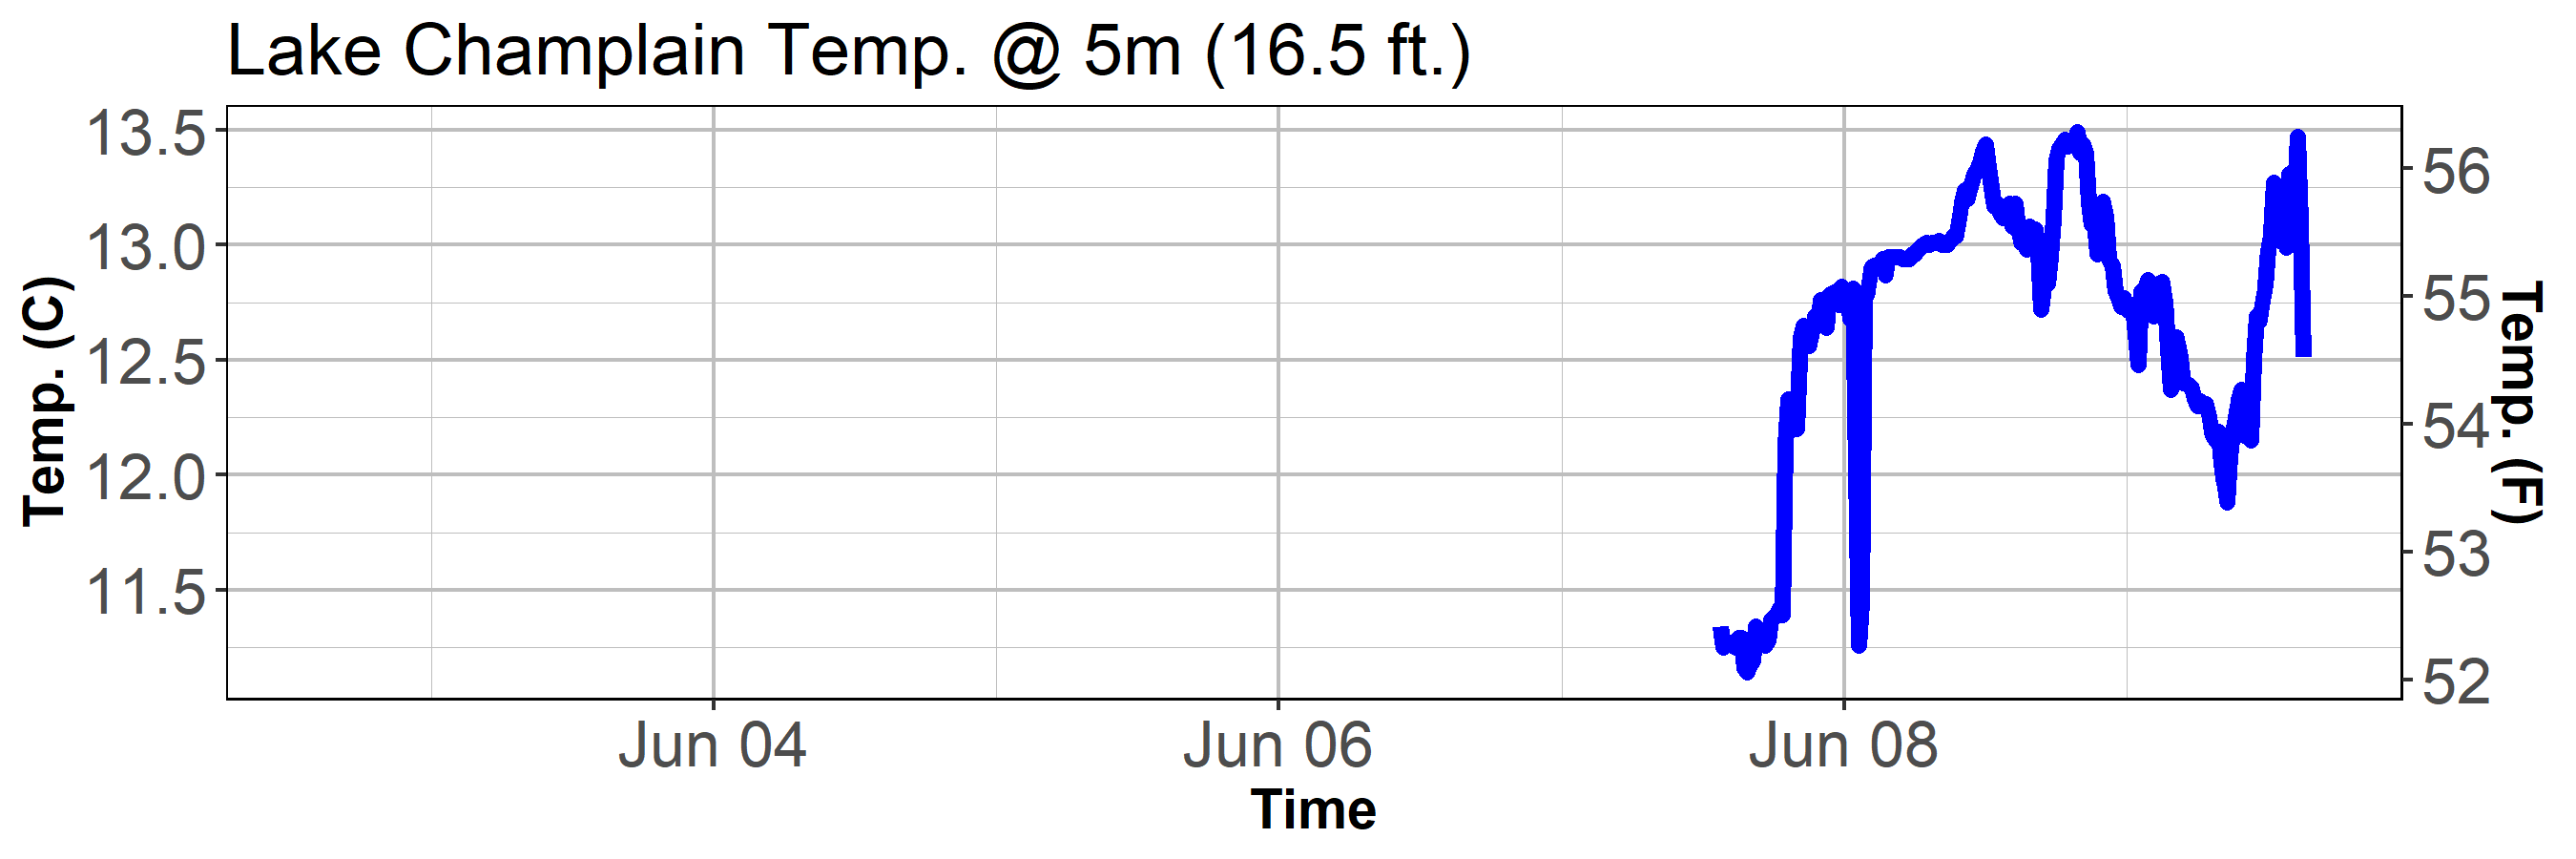 Lake Champlain Temp. @ 5m (16.5 ft.)
Temp. (C)
13.5
13.0
12.5
12.0
11.5
56
55
54
53
52
Temp. (F)
Jun 04
Jun 06
Jun 08
Time